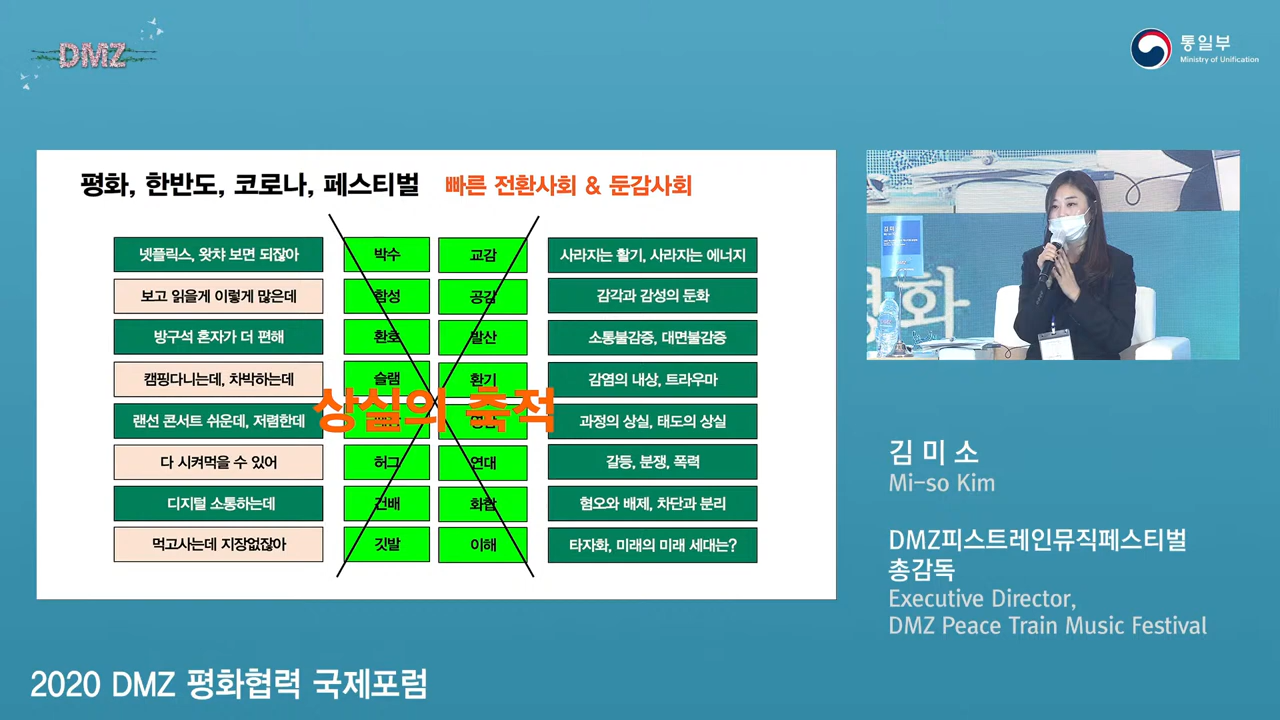 DMZ
통일부
Ministry of Unification
평화, 한반도, 코로나, 페스티벌 빠른 전환사회 & 둔감사회
넷플릭스, 왓챠 보면 되잖아 박수 교감 사라지는 활기, 사라지는 에너지
보고 읽을게 이렇게 많은데 함성 공감 감각과 감성의 둔화
방구석 혼자가 더 편해 환호 발산 소통불감증, 대면불감증
캠핑다니는데, 차박하는데 슬램 환기 감염의 내상, 트라우마
상실의 축적
랜선 콘서트 쉬운데, 저렴한데 과정의 상실, 태도의 상실
다 시켜먹을 수 있어 허그 연대 갈등, 분쟁, 폭력
디지털 소통하는데 건배 화합 혐오와 배제, 차단과 분리
먹고사는데 지장없잖아 깃발 이해 타자화, 미래의 미래 세대는?
평화
김 미 소
Mi-so Kim
DMZ피스트레인뮤직페스티벌
총감독
Executive Director,
DMZ Peace Train Music Festival
2020 DMZ 평화협력 국제포럼